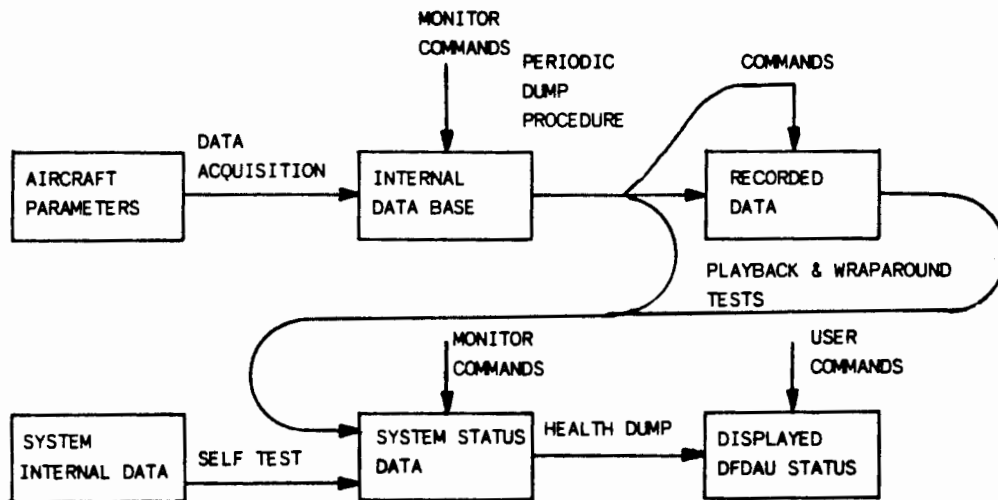 MONITOR
COMMANDS
PERIODIC
DUMP
PROCEDURE
COMMANDS
DATA
ACQUISITION
AIRCRAFT
PARAMETERS
INTERNAL
DATA BASE
RECORDED
DATA
PLAYBACK & WRAPAROUND
TESTS
MONITOR
COMMANDS
USER
COMMANDS
SYSTEM
INTERNAL DATA
SELF TEST
SYSTEM STATUS
DATA
HEALTH DUMP
DISPLAYED
DFDAU STATUS